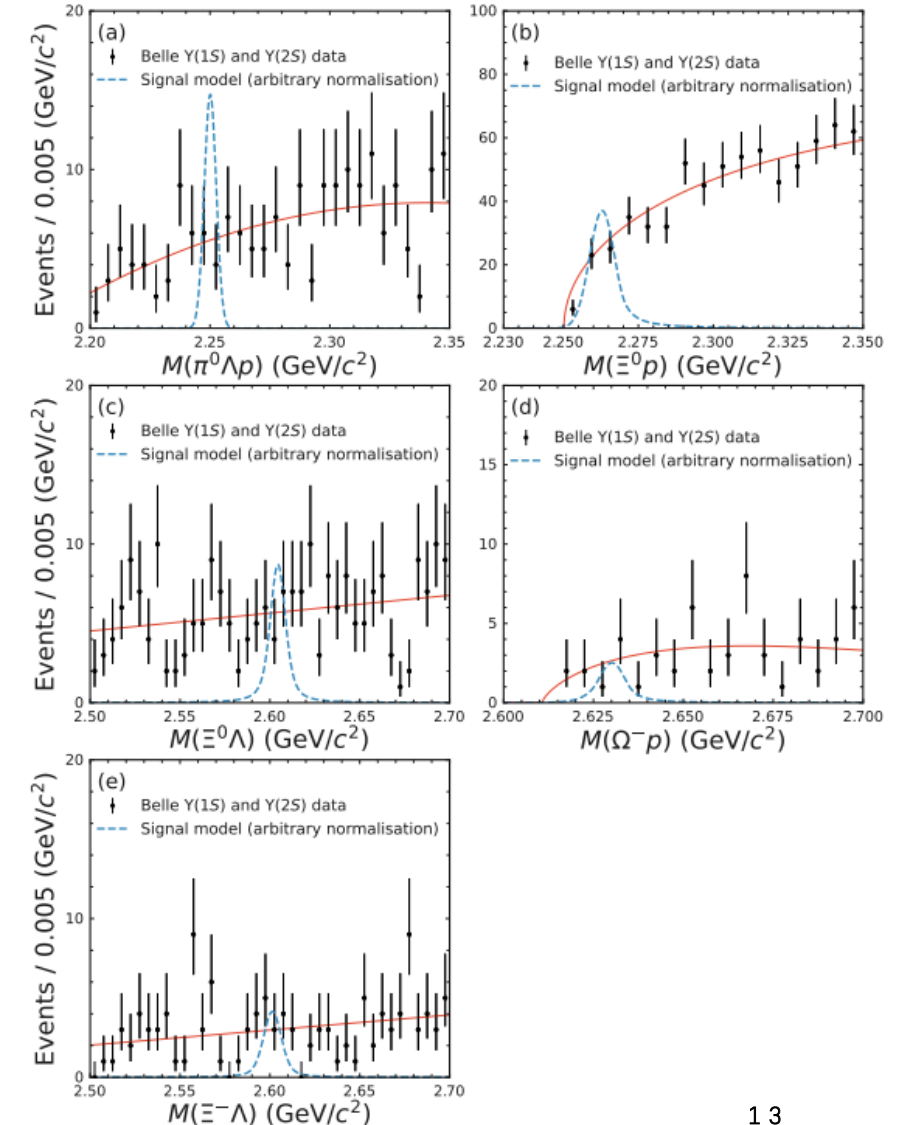 Events / 0.005 (GeV/c²)
20
10
0
(a)
Belle Υ(1S) and Υ(2S) data
Signal model (arbitrary normalisation)
2.20 2.25 2.30 2.35
M(π⁰Λp) (GeV/c²)
100
80
60
40
20
0
(b)
Belle Υ(1S) and Υ(2S) data
Signal model (arbitrary normalisation)
2.230 2.250 2.275 2.300 2.325 2.350
M(Ξ⁰p) (GeV/c²)
Events / 0.005 (GeV/c²)
20
10
0
(c)
Belle Υ(1S) and Υ(2S) data
Signal model (arbitrary normalisation)
2.50 2.55 2.60 2.65 2.70
M(Ξ⁰Λ) (GeV/c²)
20
15
10
5
0
(d)
Belle Υ(1S) and Υ(2S) data
Signal model (arbitrary normalisation)
2.600 2.630 2.650 2.675 2.700
M(Ω⁻p) (GeV/c²)
Events / 0.005 (GeV/c²)
20
10
0
(e)
Belle Υ(1S) and Υ(2S) data
Signal model (arbitrary normalisation)
2.50 2.55 2.60 2.65 2.70
M(Ξ⁻Λ) (GeV/c²)
13